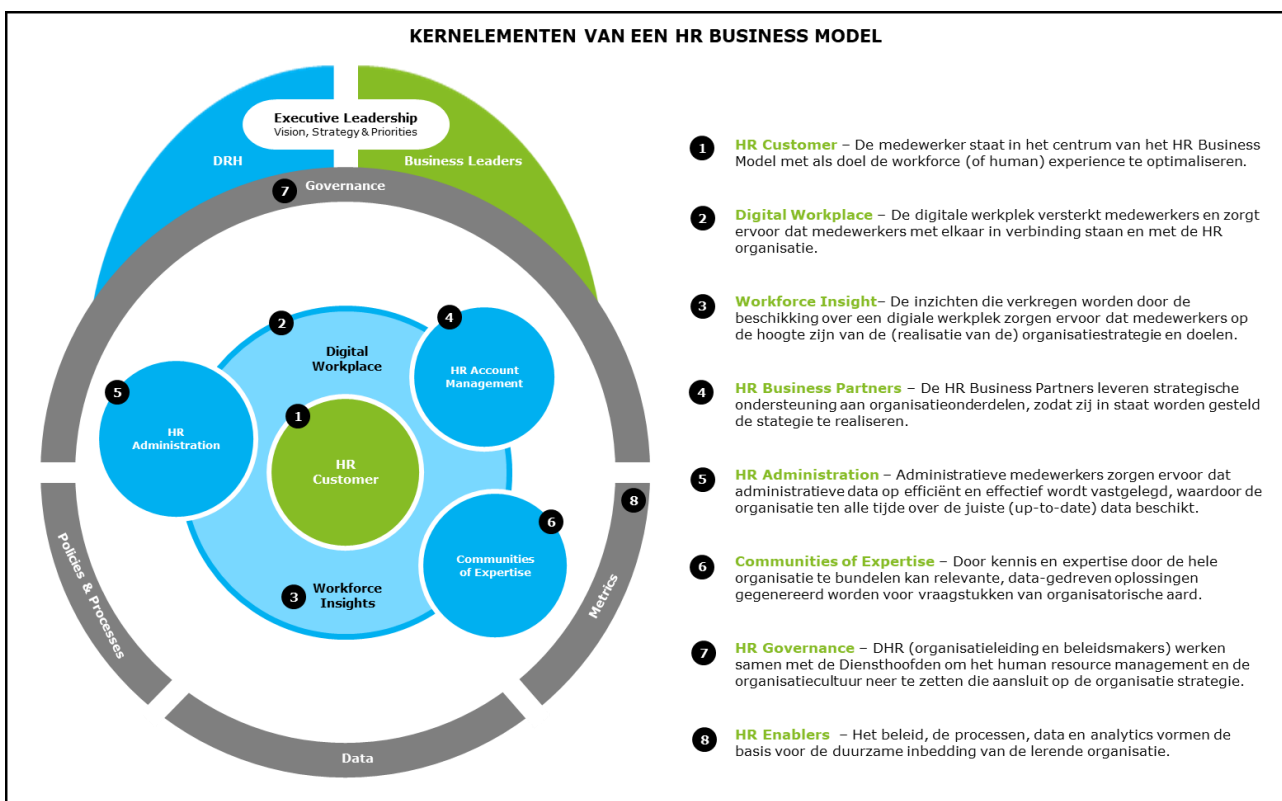 KERNELEMENTEN VAN EEN HR BUSINESS MODEL
Executive Leadership
Vision, Strategy & Priorities
DRH
Business Leaders
7
Governance
2
4
Digital
Workplace
HR Account
Management
5
1
HR
Administration
HR
Customer
8
6
Communities
of Expertise
3
Workforce
Insights
Policies & Processes
Metrics
Data
1
HR Customer – De medewerker staat in het centrum van het HR Business
Model met als doel de workforce (of human) experience te optimaliseren.
2
Digital Workplace – De digitale werkplek versterkt medewerkers en zorgt
ervoor dat medewerkers met elkaar in verbinding staan en met de HR
organisatie.
3
Workforce Insight– De inzichten die verkregen worden door de
beschikking over een digiale werkplek zorgen ervoor dat medewerkers op
de hoogte zijn van de (realisatie van de) organisatiestrategie en doelen.
4
HR Business Partners – De HR Business Partners leveren strategische
ondersteuning aan organisatieonderdelen, zodat zij in staat worden gesteld
de stategie te realiseren.
5
HR Administration – Administratieve medewerkers zorgen ervoor dat
administratieve data op efficiënt en effectief wordt vastgelegd, waardoor de
organisatie ten alle tijde over de juiste (up-to-date) data beschikt.
6
Communities of Expertise – Door kennis en expertise door de hele
organisatie te bundelen kan relevante, data-gedreven oplossingen
gegenereerd worden voor vraagstukken van organisatorische aard.
7
HR Governance – DHR (organisatieleiding en beleidsmakers) werken
samen met de Diensthoofden om het human resource management en de
organisatiecultuur neer te zetten die aansluit op de organisatie strategie.
8
HR Enablers – Het beleid, de processen, data en analytics vormen de
basis voor de duurzame inbedding van de lerende organisatie.